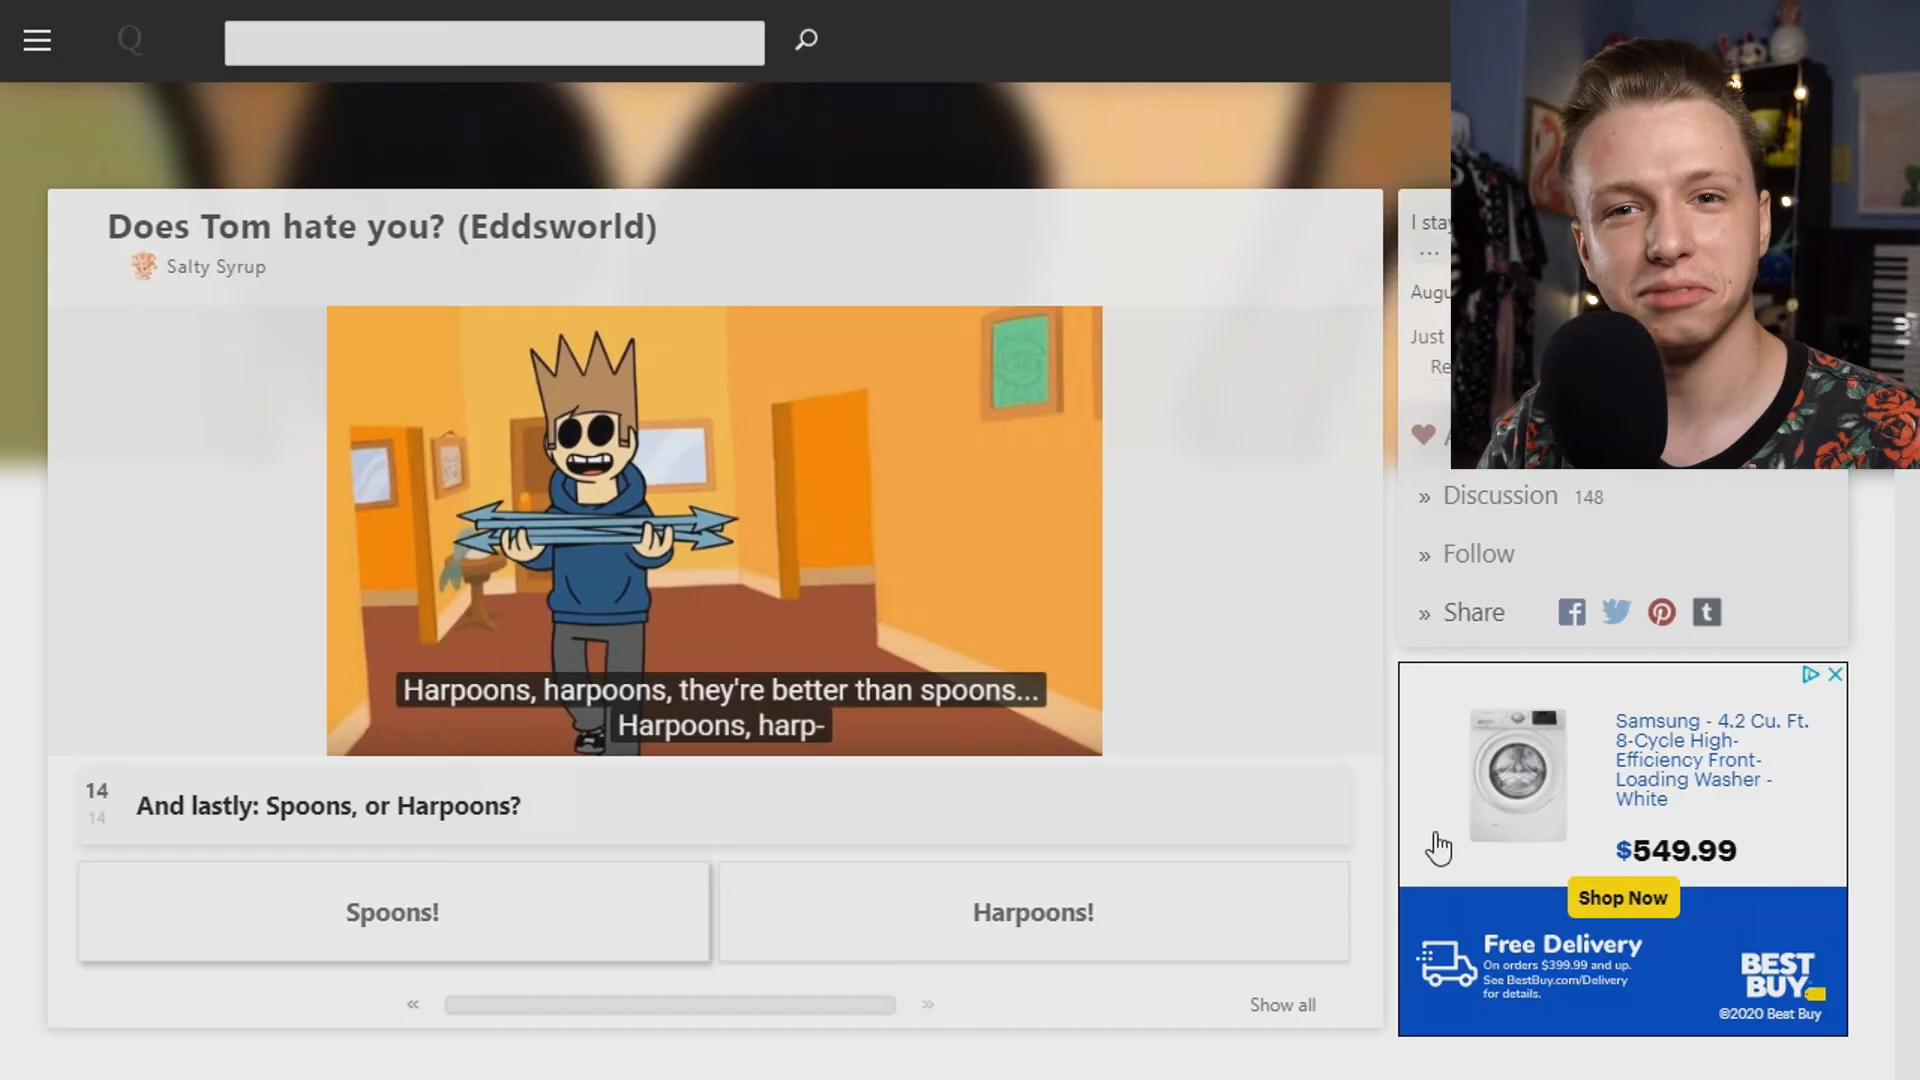 Q
Does Tom hate you? (Eddsworld)
Salty Syrup
Harpoons, harpoons, they're better than spoons...
Harpoons, harp-
14
14
And lastly: Spoons, or Harpoons?
Spoons!
Harpoons!
«
»
Show all
I stay
...
Augu
Just
Re
» Discussion 148
» Follow
» Share
Samsung - 4.2 Cu. Ft.
8-Cycle High-
Efficiency Front-
Loading Washer -
White
$549.99
Shop Now
Free Delivery
On orders $399.99 and up.
See BestBuy.com/Delivery
for details.
BEST
BUY
©2020 Best Buy